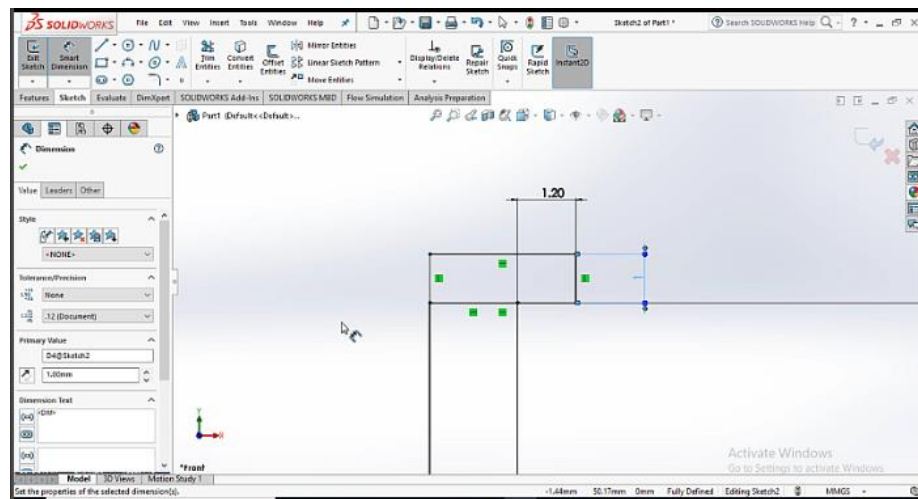 SOLIDWORKS File Edit View Insert Tools Window Help Sketch2 of Part1 * Search SOLIDWORKS Help
Exit Sketch Smart Dimension Trim Entities Convert Entities Offset Entities Mirror Entities Linear Sketch Pattern Move Entities Display/Delete Relations Repair Sketch Quick Snaps Rapid Sketch Instant2D
Features Sketch Evaluate DimXpert SOLIDWORKS Add-Ins SOLIDWORKS MBD Flow Simulation Analysis Preparation
Part1 (Default<<Default>...
Dimension
Value Leaders Other
Style
<NONE>
Tolerance/Precision
None
.12 (Document)
Primary Value
D4@Sketch2
1.00mm
Dimension Text
<DIM>
1.20
1
Y
X
*Front
Activate Windows
Go to Settings to activate Windows.
Model 3D Views Motion Study 1
Set the properties of the selected dimension(s). -1.44mm 50.17mm 0mm Fully Defined Editing Sketch2 MMGS